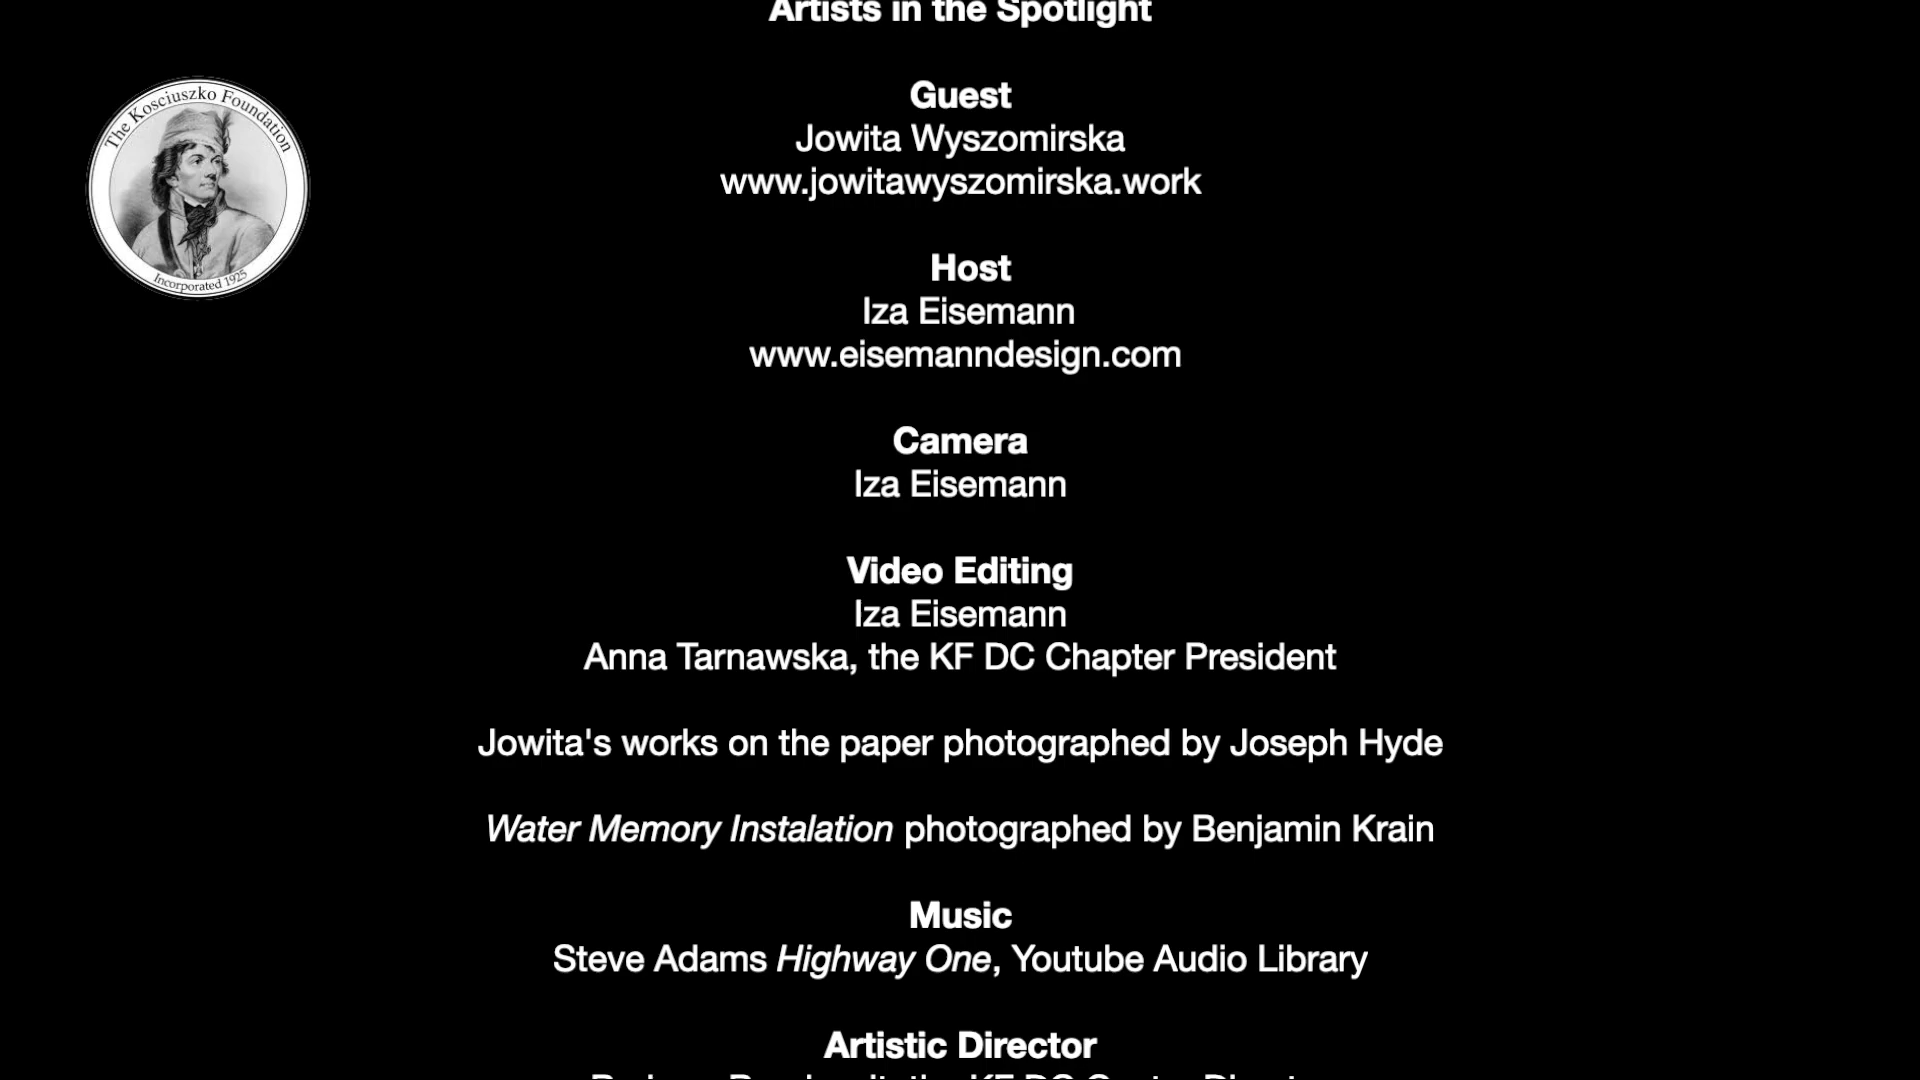 Artists in the Spotlight
The Kosciuszko Foundation
Incorporated 1925
Guest
Jowita Wyszomirska
www.jowitawyszomirska.work
Host
Iza Eisemann
www.eisemanndesign.com
Camera
Iza Eisemann
Video Editing
Iza Eisemann
Anna Tarnawska, the KF DC Chapter President
Jowita's works on the paper photographed by Joseph Hyde
Water Memory Instalation photographed by Benjamin Krain
Music
Steve Adams Highway One, Youtube Audio Library
Artistic Director